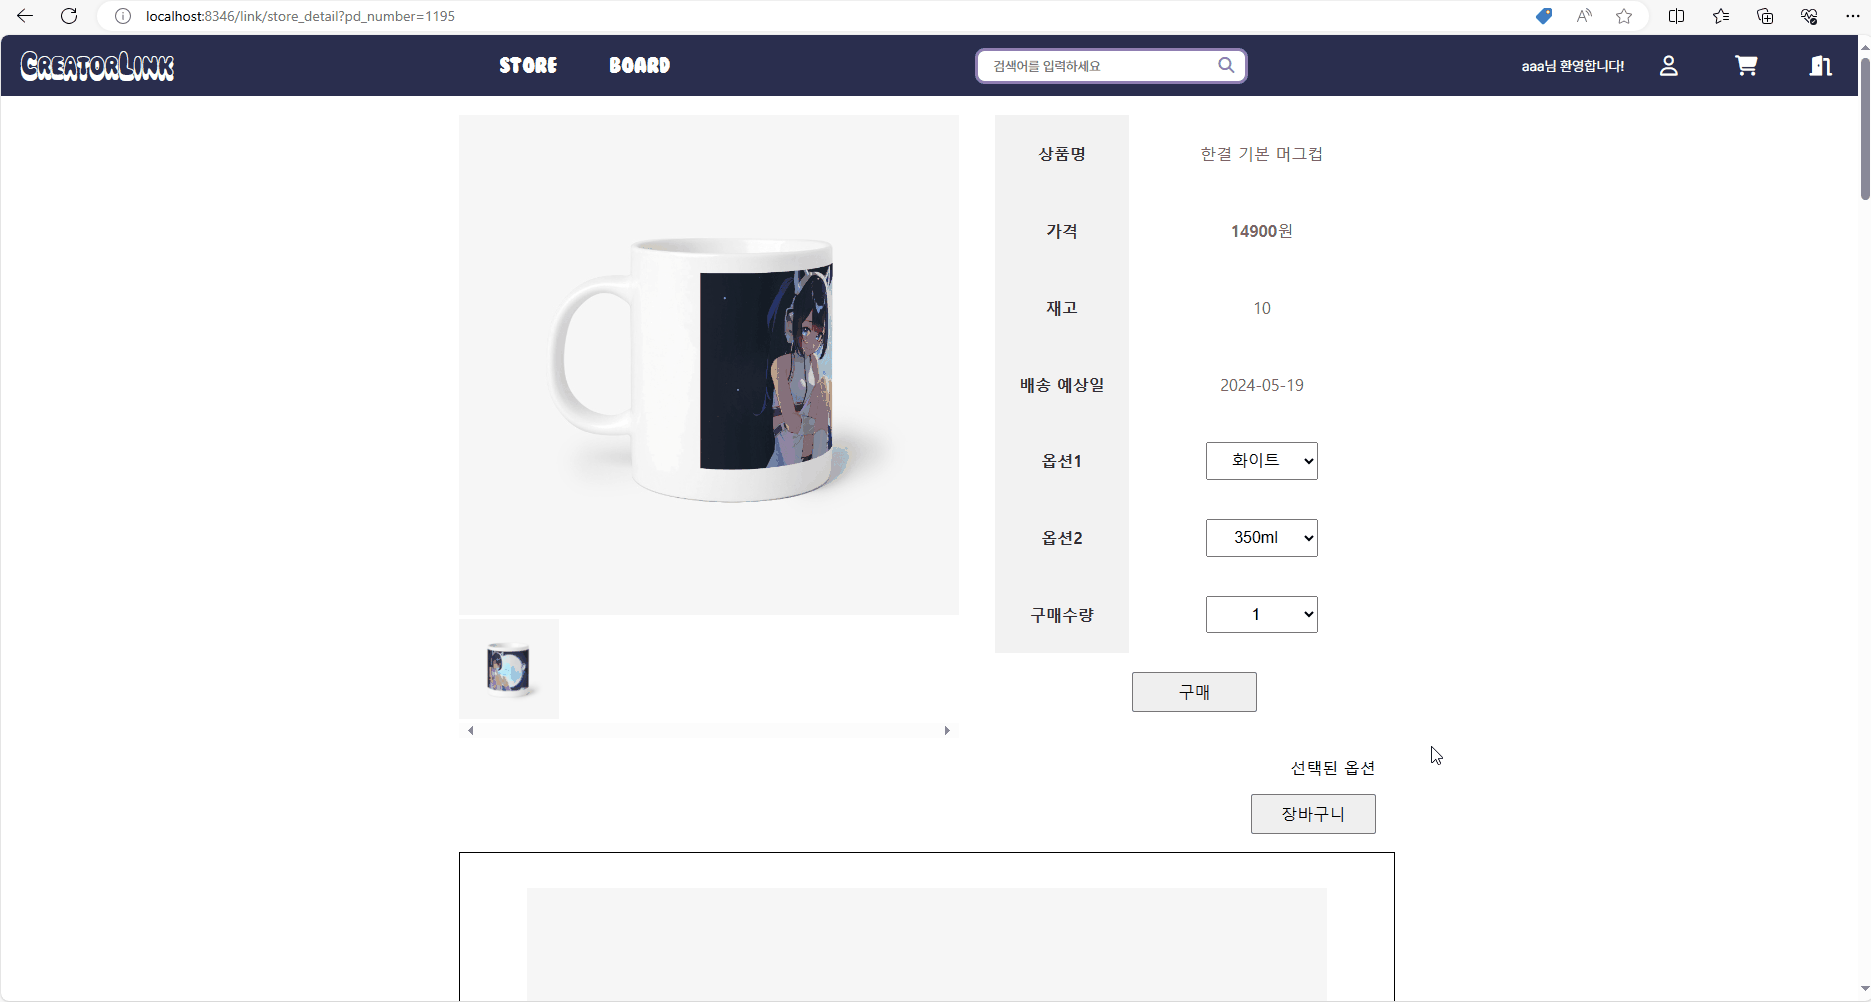 localhost:8346/link/store_detail?pd_number=1195
CREATORLINK
STORE
BOARD
검색어를 입력하세요
aaa님 환영합니다!
상품명
한결 기본 머그컵
가격
14900원
재고
10
배송 예상일
2024-05-19
옵션1
화이트
옵션2
350ml
구매수량
1
구매
선택된 옵션
장바구니